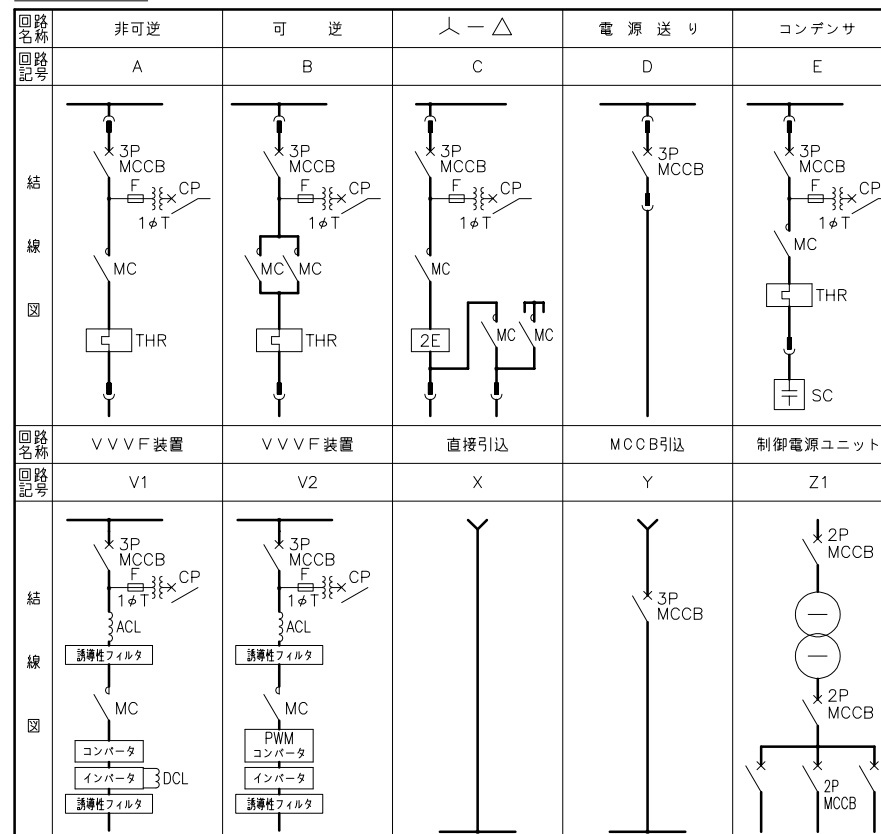 回路名称 非可逆 可逆 人ー△ 電源送り コンデンサ
回路記号 A B C D E
結線図
3P
MCCB
F
CP
1φT
MC
THR
3P
MCCB
F
CP
1φT
MC MC
THR
3P
MCCB
F
CP
1φT
MC
2E
MC MC
3P
MCCB
3P
MCCB
F
CP
1φT
MC
THR
SC
回路名称 VVVF装置 VVVF装置 直接引込 MCCB引込 制御電源ユニット
回路記号 V1 V2 X Y Z1
結線図
3P
MCCB
F
CP
1φT
ACL
誘導性フィルタ
MC
コンバータ
インバータ DCL
誘導性フィルタ
3P
MCCB
F
CP
1φT
ACL
誘導性フィルタ
MC
PWM
コンバータ
インバータ
誘導性フィルタ
3P
MCCB
2P
MCCB
2P
MCCB
2P
MCCB